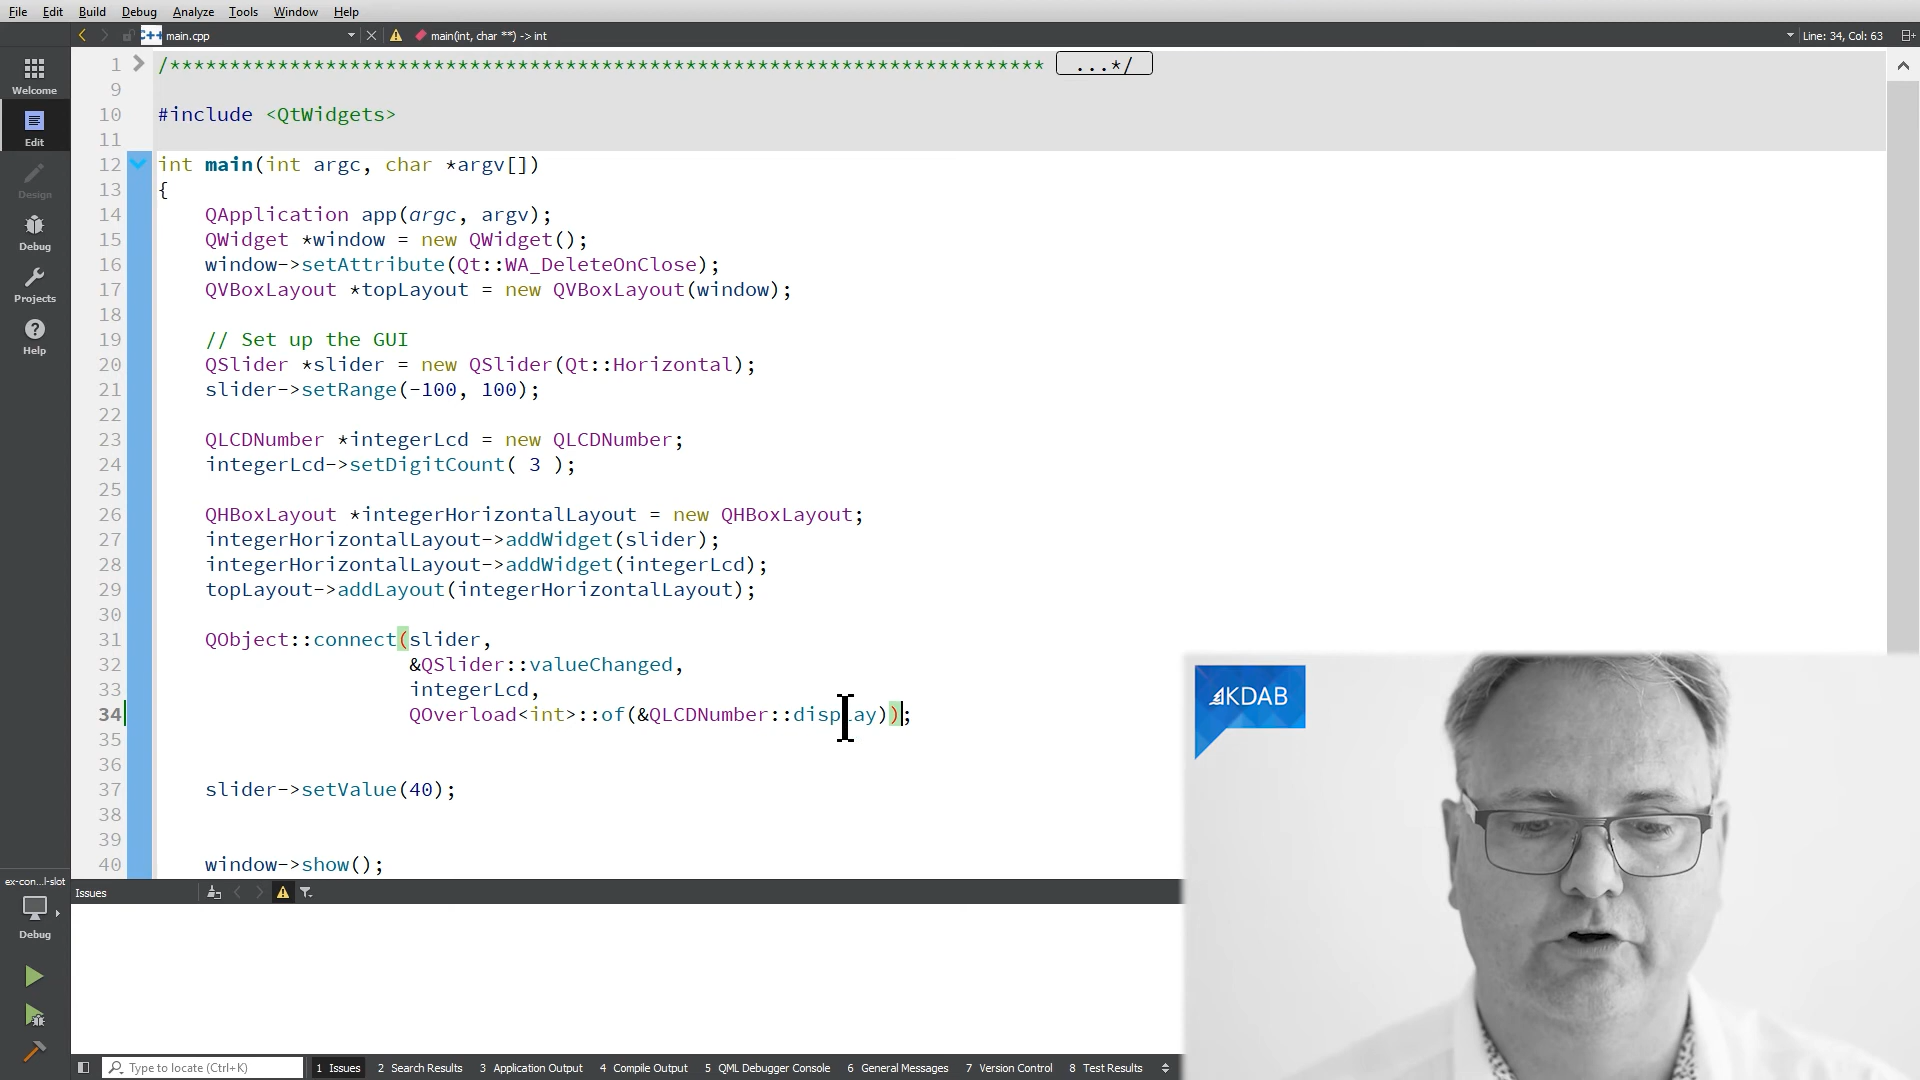 File Edit Build Debug Analyze Tools Window Help
C++ main.cpp main(int, char **) -> int Line: 34, Col: 63
Welcome
Edit
Design
Debug
Projects
Help
1 /************************************************************************* ...*/
9
10 #include <QtWidgets>
11
12 int main(int argc, char *argv[])
13 {
14 QApplication app(argc, argv);
15 QWidget *window = new QWidget();
16 window->setAttribute(Qt::WA_DeleteOnClose);
17 QVBoxLayout *topLayout = new QVBoxLayout(window);
18
19 // Set up the GUI
20 QSlider *slider = new QSlider(Qt::Horizontal);
21 slider->setRange(-100, 100);
22
23 QLCDNumber *integerLcd = new QLCDNumber;
24 integerLcd->setDigitCount( 3 );
25
26 QHBoxLayout *integerHorizontalLayout = new QHBoxLayout;
27 integerHorizontalLayout->addWidget(slider);
28 integerHorizontalLayout->addWidget(integerLcd);
29 topLayout->addLayout(integerHorizontalLayout);
30
31 QObject::connect(slider,
32 &QSlider::valueChanged,
33 integerLcd,
34 QOverload<int>::of(&QLCDNumber::display));
35
36
37 slider->setValue(40);
38
39
40 window->show();
KDAB
ex-con...l-slot
Debug
Issues
Type to locate (Ctrl+K) 1 Issues 2 Search Results 3 Application Output 4 Compile Output 5 QML Debugger Console 6 General Messages 7 Version Control 8 Test Results